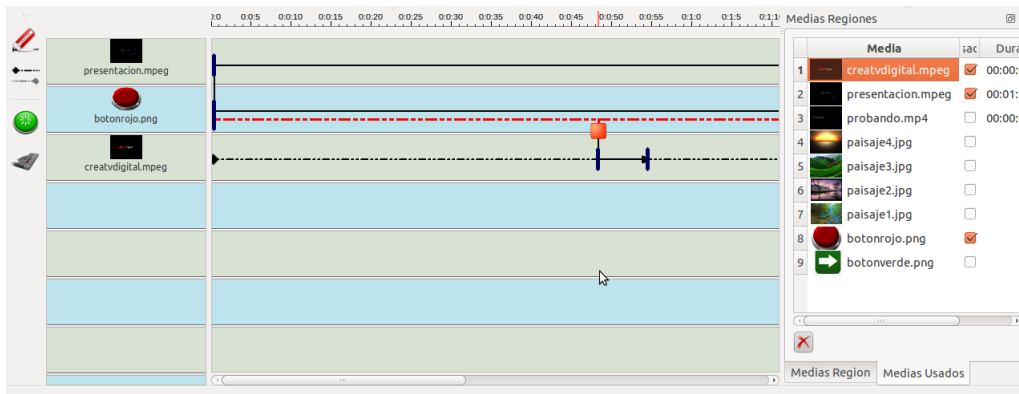 0:0 0:0:5 0:0:10 0:0:15 0:0:20 0:0:25 0:0:30 0:0:35 0:0:40 0:0:45 0:0:50 0:0:55 0:1:0 0:1:5 0:1:1
Medias Regiones
Media sac Dura
presentacion.mpeg
botonrojo.png
creatvdigital.mpeg
1 creatvdigital.mpeg 00:00:
2 presentacion.mpeg 00:01:
3 probando.mp4 00:00:
4 paisaje4.jpg
5 paisaje3.jpg
6 paisaje2.jpg
7 paisaje1.jpg
8 botonrojo.png
9 botonverde.png
Medias Region Medias Usados